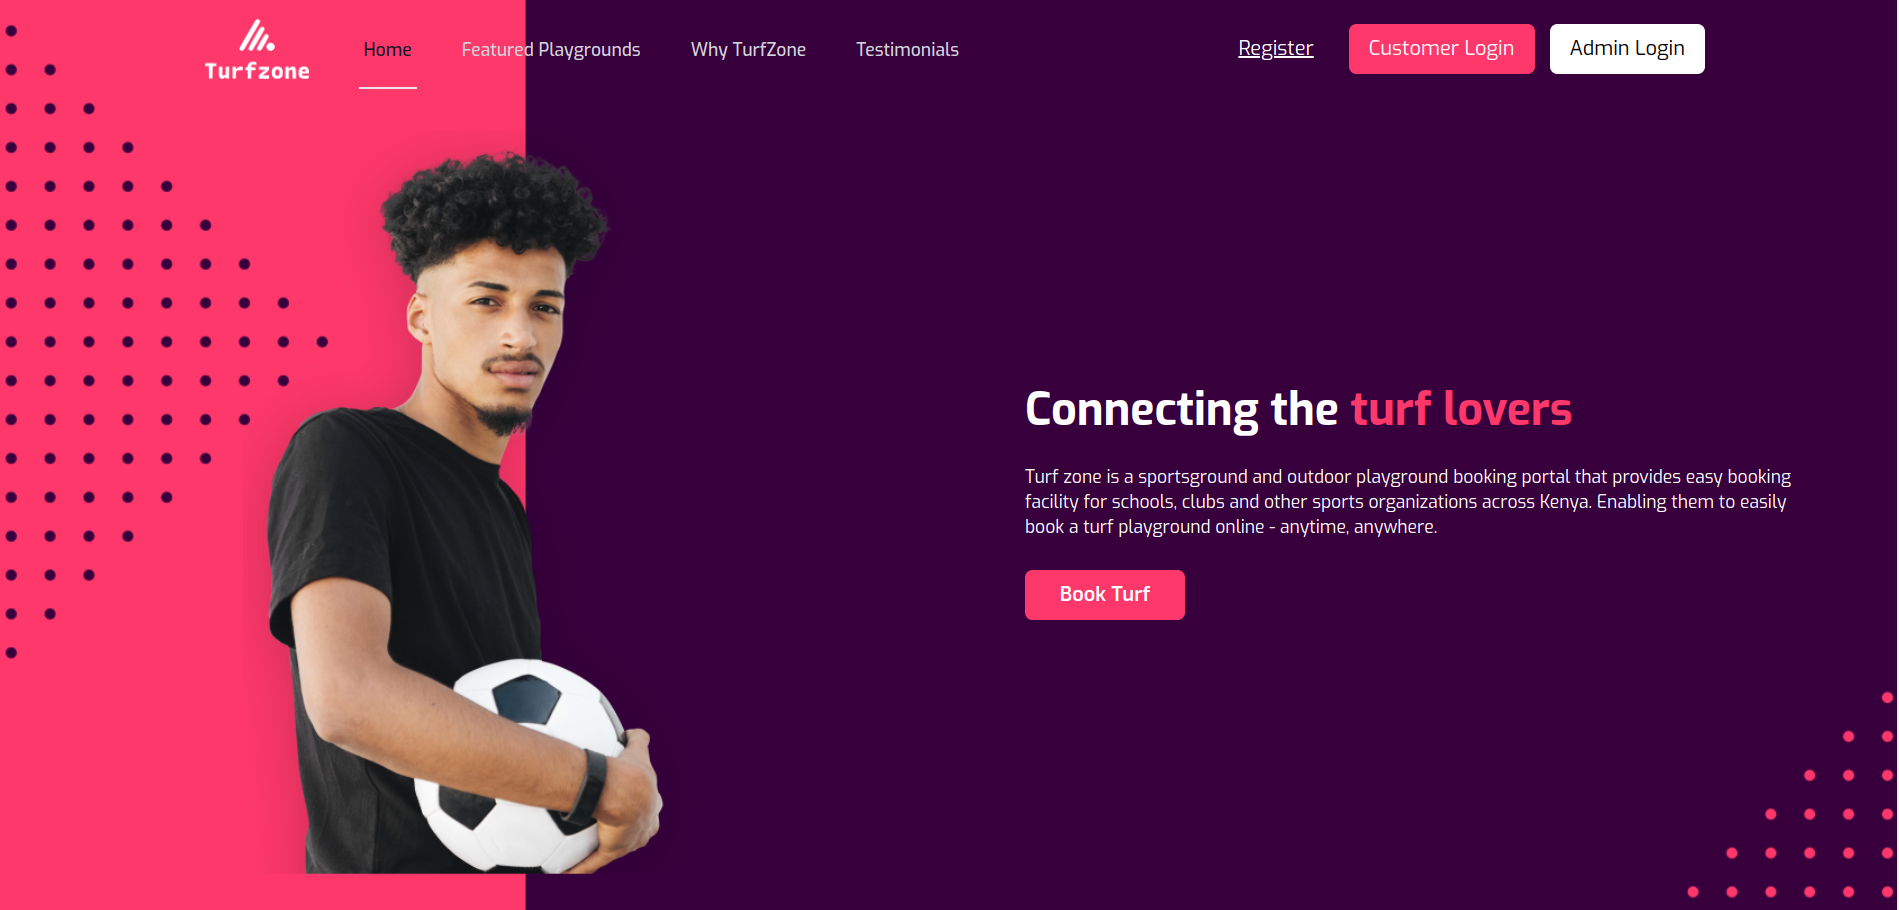 Turfzone
Home
Featured Playgrounds
Why TurfZone
Testimonials
Register
Customer Login
Admin Login
Connecting the turf lovers
Turf zone is a sportsground and outdoor playground booking portal that provides easy booking
facility for schools, clubs and other sports organizations across Kenya. Enabling them to easily
book a turf playground online - anytime, anywhere.
Book Turf